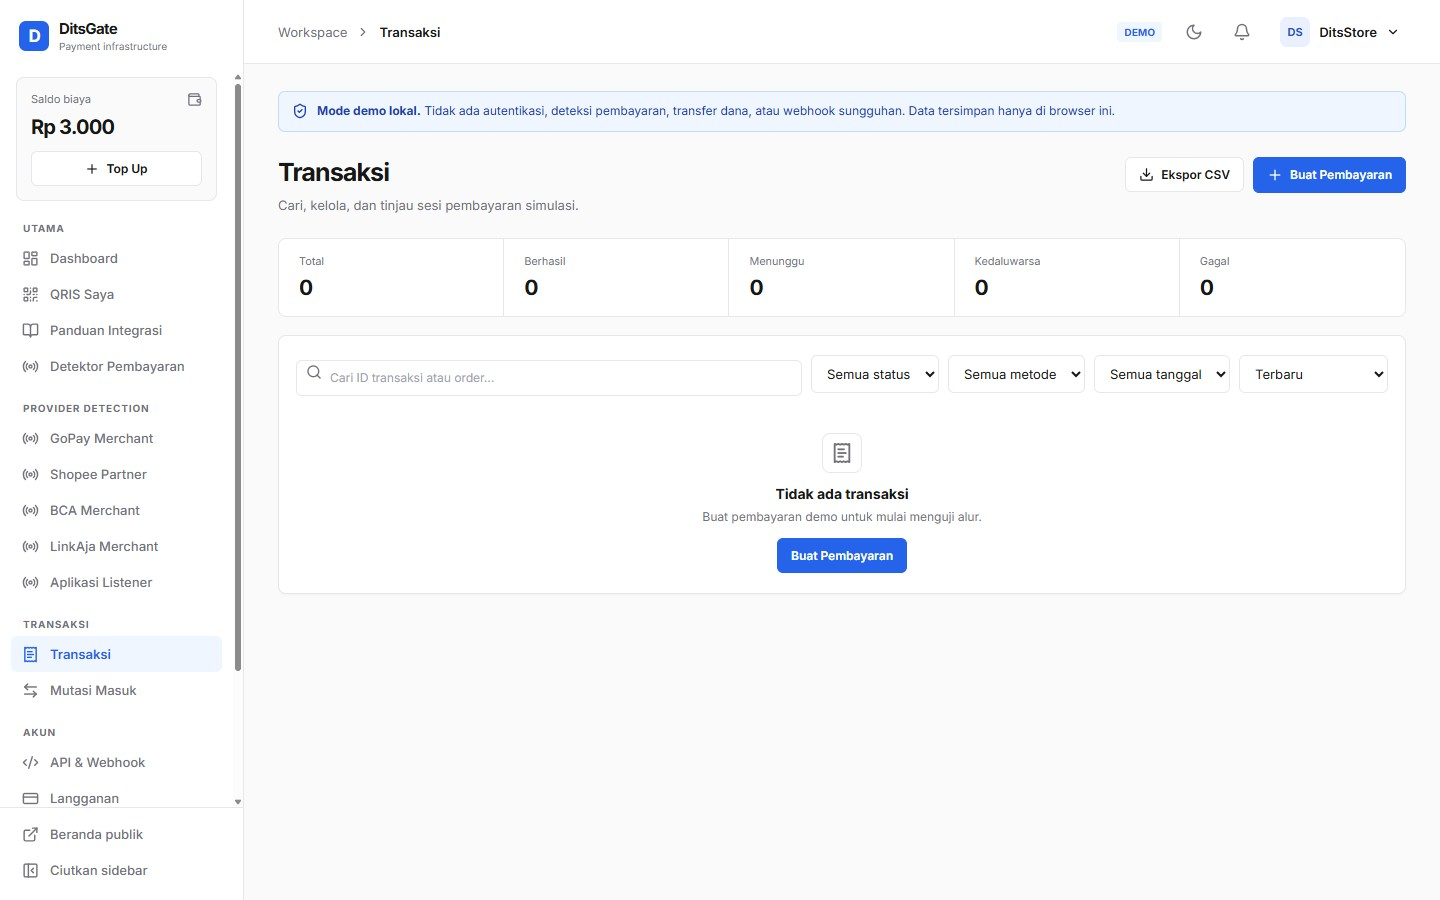 D
DitsGate
Payment infrastructure
Saldo biaya
Rp 3.000
Top Up
UTAMA
Dashboard
QRIS Saya
Panduan Integrasi
Detektor Pembayaran
PROVIDER DETECTION
GoPay Merchant
Shopee Partner
BCA Merchant
LinkAja Merchant
Aplikasi Listener
TRANSAKSI
Transaksi
Mutasi Masuk
AKUN
API & Webhook
Langganan
Beranda publik
Ciutkan sidebar
Workspace
Transaksi
DEMO
DS
DitsStore
Mode demo lokal. Tidak ada autentikasi, deteksi pembayaran, transfer dana, atau webhook sungguhan. Data tersimpan hanya di browser ini.
Transaksi
Cari, kelola, dan tinjau sesi pembayaran simulasi.
Ekspor CSV
Buat Pembayaran
Total
0
Berhasil
0
Menunggu
0
Kedaluwarsa
0
Gagal
0
Cari ID transaksi atau order...
Semua status
Semua metode
Semua tanggal
Terbaru
Tidak ada transaksi
Buat pembayaran demo untuk mulai menguji alur.
Buat Pembayaran